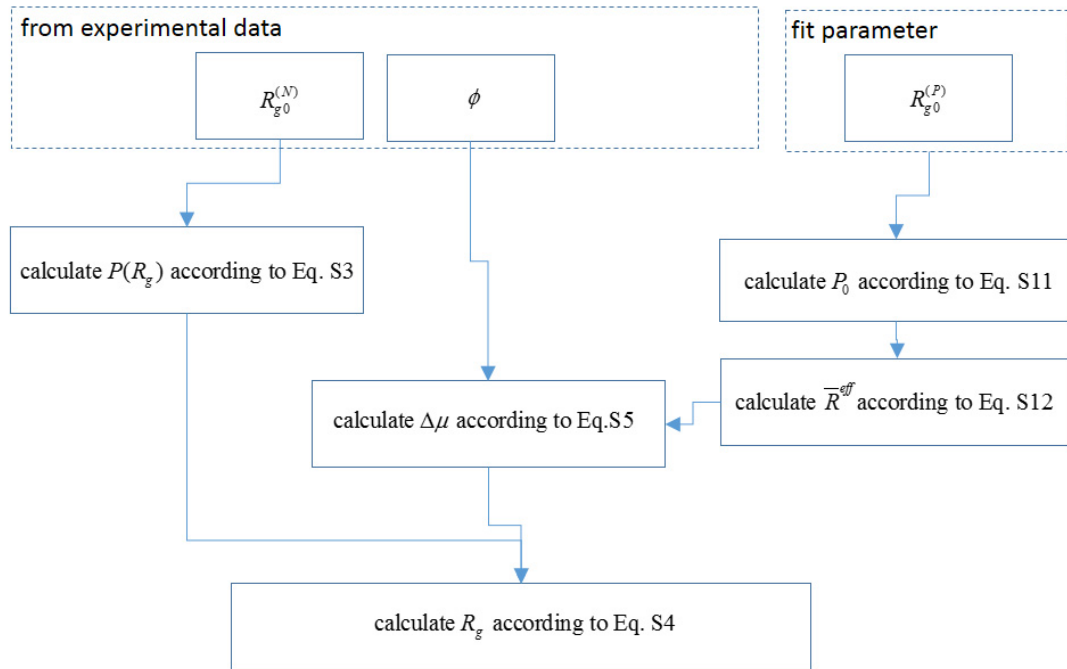 from experimental data
fit parameter
R_{g0}^{(N)}
ϕ
R_{g0}^{(P)}
calculate P(R_g) according to Eq. S3
calculate P_0 according to Eq. S11
calculate Δμ according to Eq.S5
calculate R̅^{eff} according to Eq. S12
calculate R_g according to Eq. S4